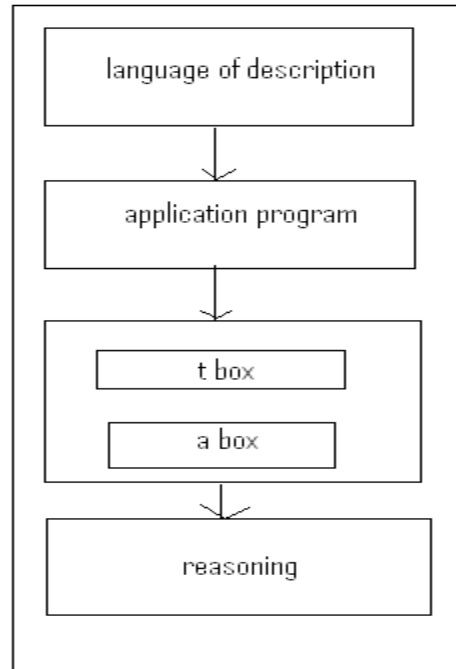 language of description
application program
t box
a box
reasoning